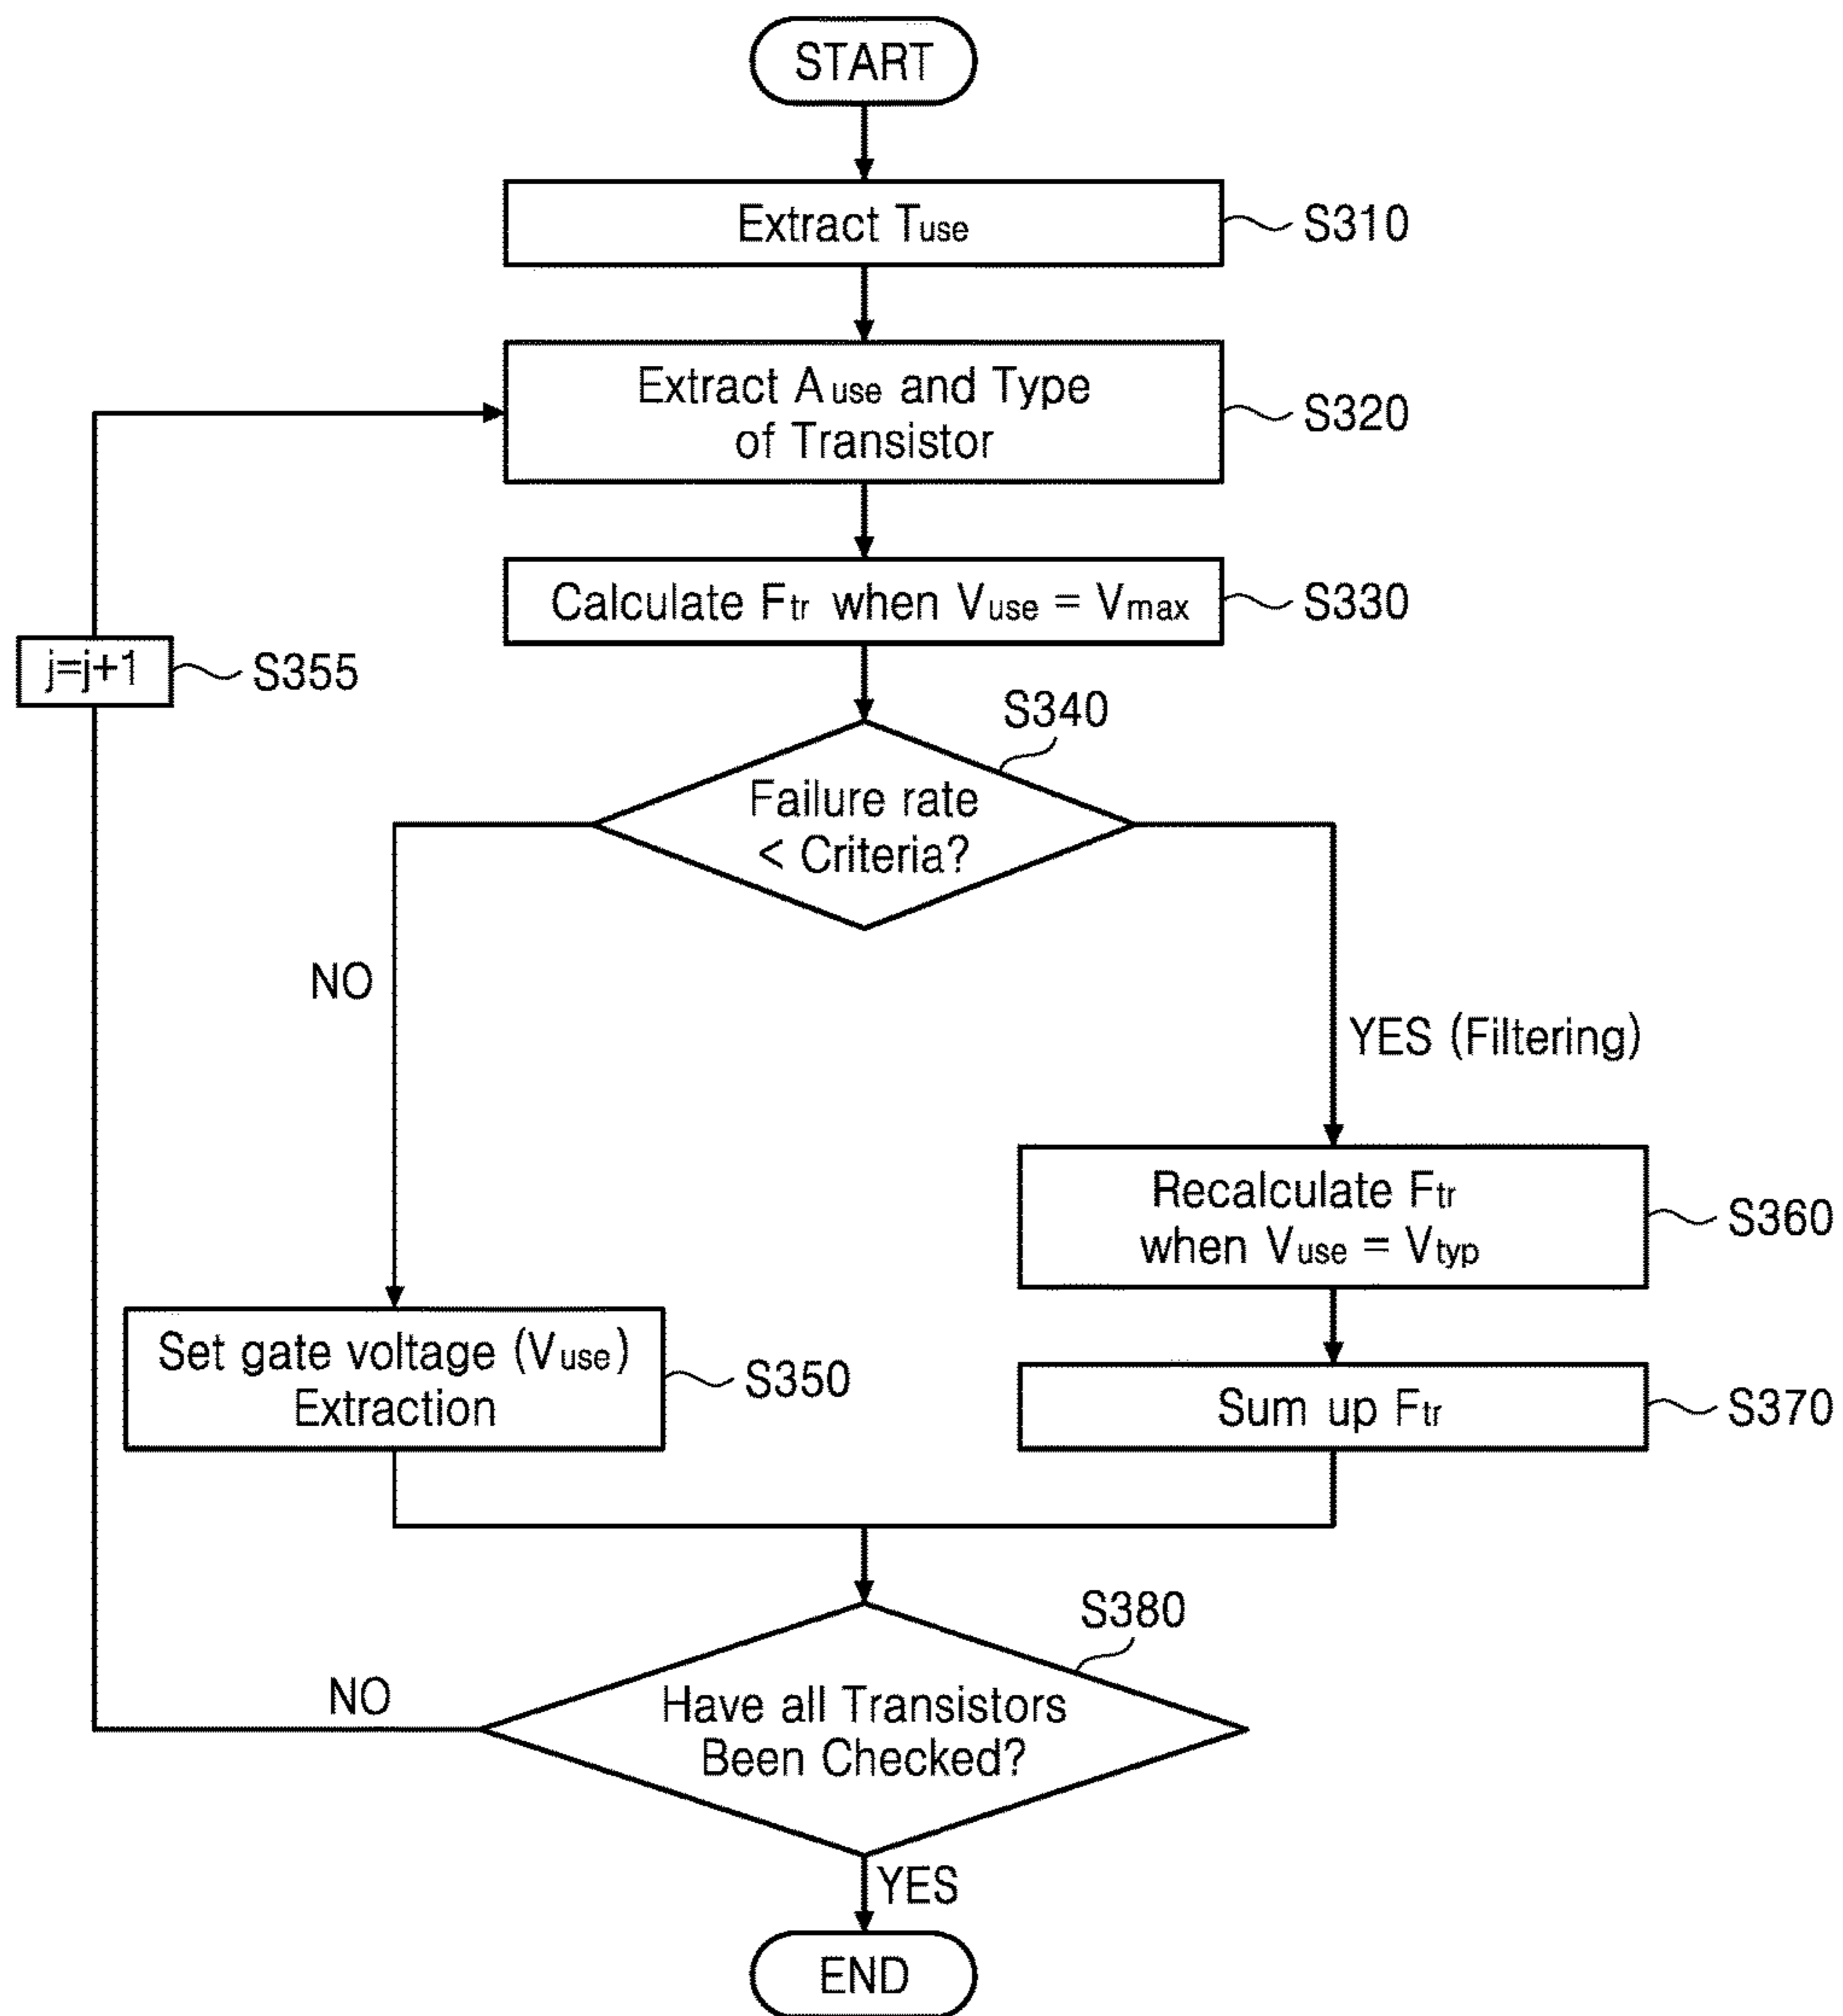 START
Extract Tuse
S310
Extract Ause and Type
of Transistor
S320
Calculate Ftr when Vuse = Vmax
S330
j=j+1
S355
S340
Failure rate
< Criteria?
NO
YES (Filtering)
Recalculate Ftr
when Vuse = Vtyp
S360
Set gate voltage (Vuse)
Extraction
S350
Sum up Ftr
S370
S380
Have all Transistors
Been Checked?
NO
YES
END